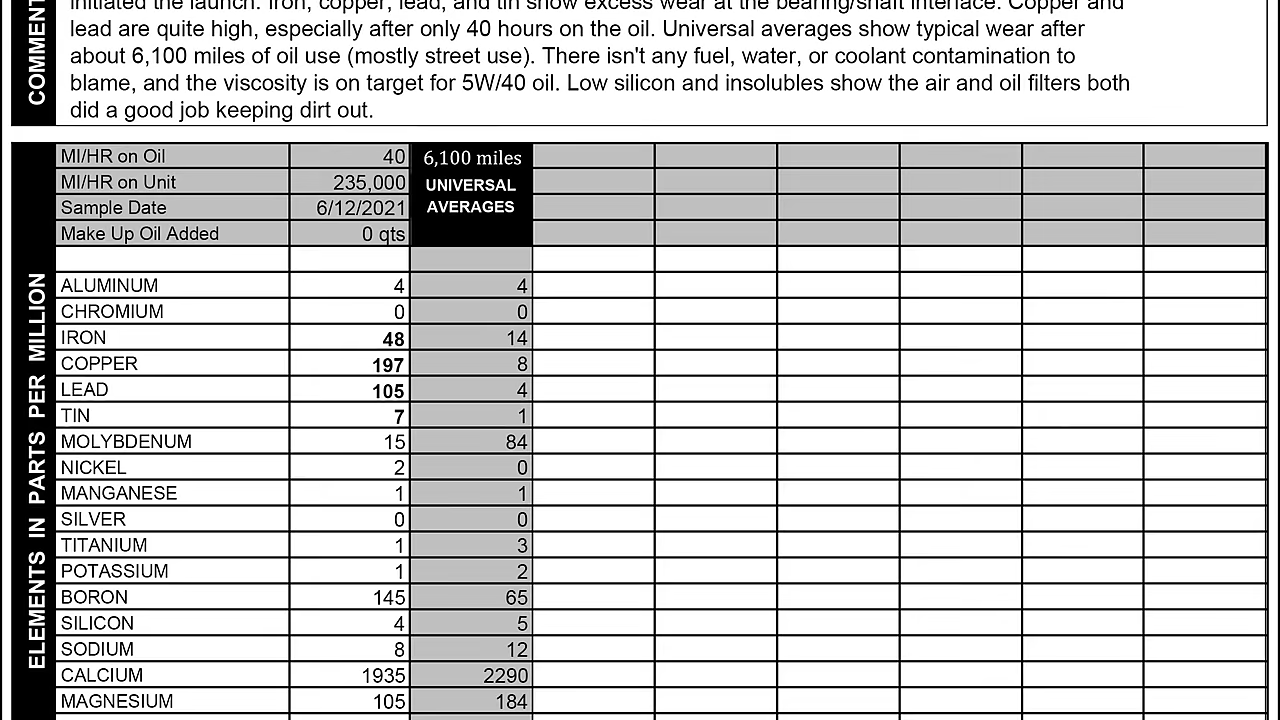 COMMENT
initiated the launch. Iron, copper, lead, and tin show excess wear at the bearing/shaft interface. Copper and
lead are quite high, especially after only 40 hours on the oil. Universal averages show typical wear after
about 6,100 miles of oil use (mostly street use). There isn't any fuel, water, or coolant contamination to
blame, and the viscosity is on target for 5W/40 oil. Low silicon and insolubles show the air and oil filters both
did a good job keeping dirt out.
MI/HR on Oil 40 6,100 miles
MI/HR on Unit 235,000 UNIVERSAL
Sample Date 6/12/2021 AVERAGES
Make Up Oil Added 0 qts
ELEMENTS IN PARTS PER MILLION
ALUMINUM 4 4
CHROMIUM 0 0
IRON 48 14
COPPER 197 8
LEAD 105 4
TIN 7 1
MOLYBDENUM 15 84
NICKEL 2 0
MANGANESE 1 1
SILVER 0 0
TITANIUM 1 3
POTASSIUM 1 2
BORON 145 65
SILICON 4 5
SODIUM 8 12
CALCIUM 1935 2290
MAGNESIUM 105 184